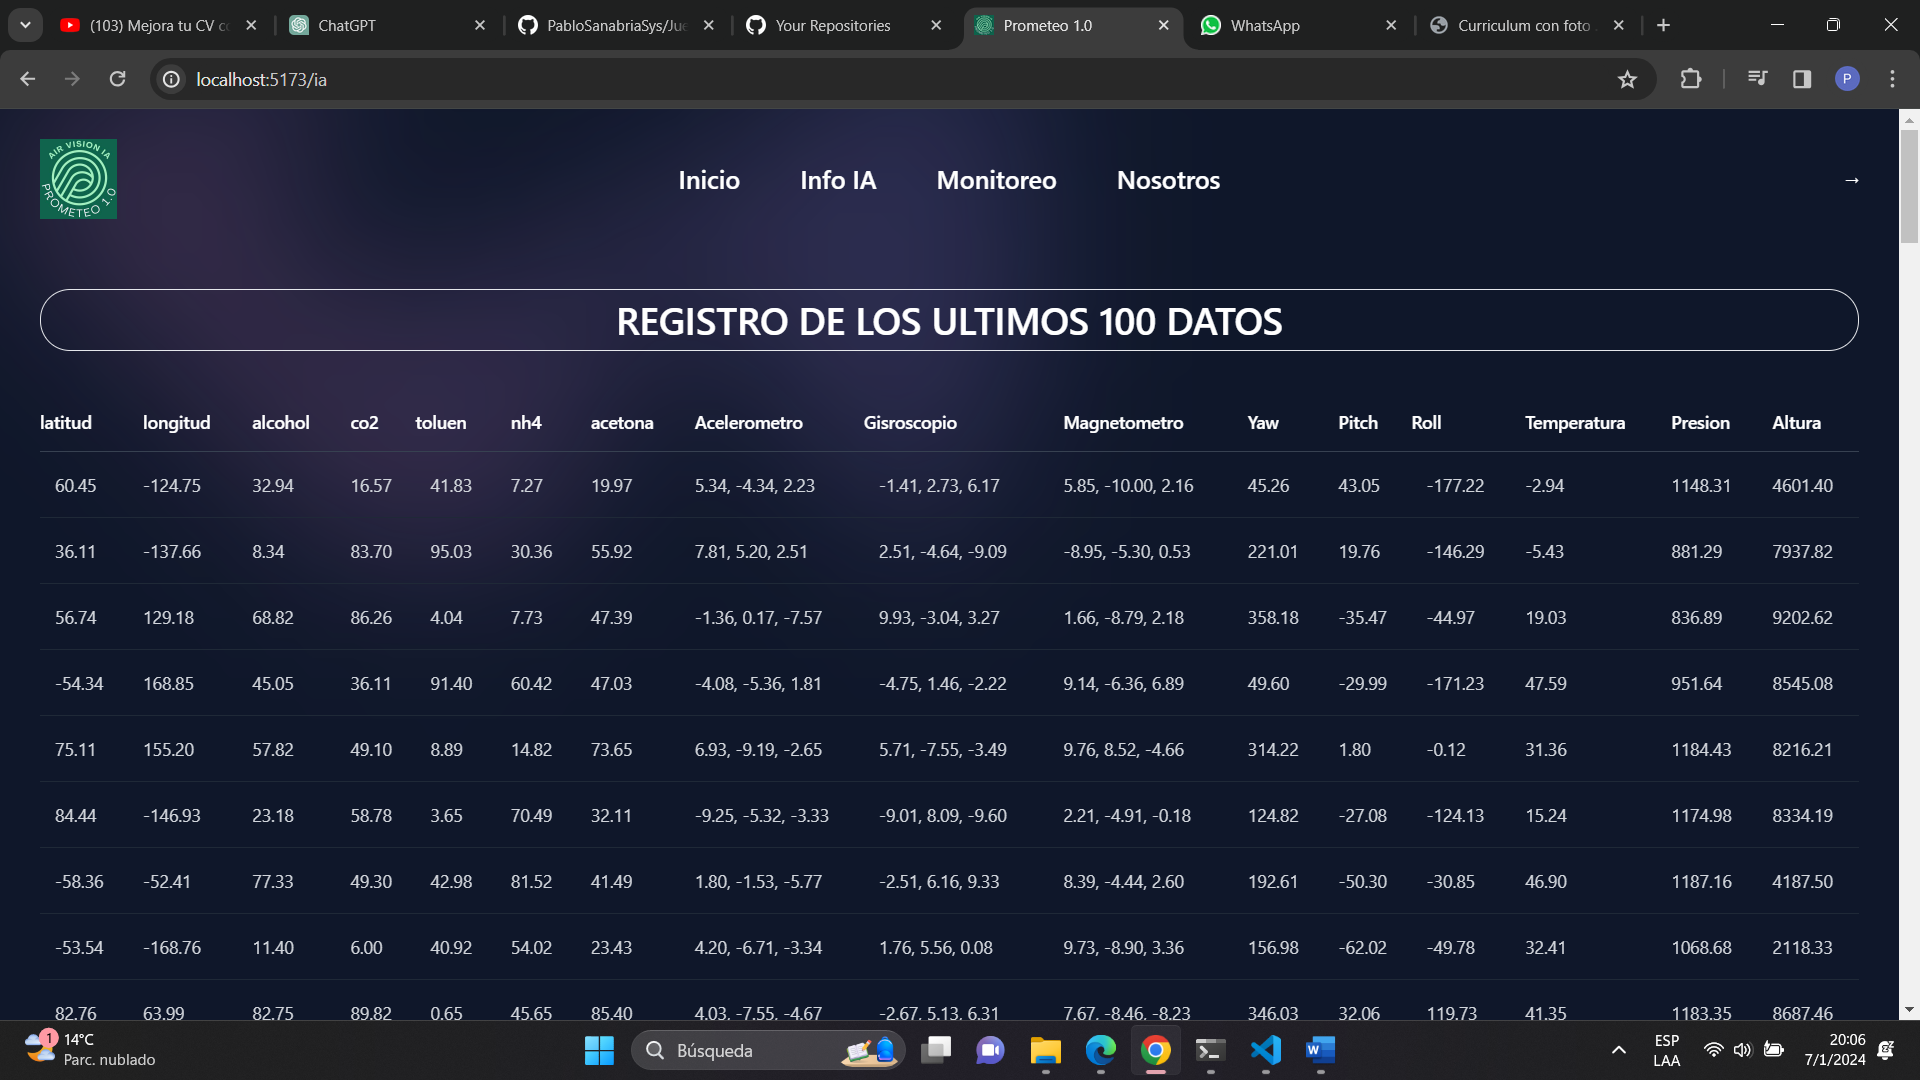 (103) Mejora tu CV c
ChatGPT
PabloSanabriaSys/Jue
Your Repositories
Prometeo 1.0
WhatsApp
Curriculum con foto
localhost:5173/ia
P
AIR VISION IA
PROMETEO 1.0
Inicio
Info IA
Monitoreo
Nosotros
→
REGISTRO DE LOS ULTIMOS 100 DATOS
latitud longitud alcohol co2 toluen nh4 acetona Acelerometro Gisroscopio Magnetometro Yaw Pitch Roll Temperatura Presion Altura
60.45 -124.75 32.94 16.57 41.83 7.27 19.97 5.34, -4.34, 2.23 -1.41, 2.73, 6.17 5.85, -10.00, 2.16 45.26 43.05 -177.22 -2.94 1148.31 4601.40
36.11 -137.66 8.34 83.70 95.03 30.36 55.92 7.81, 5.20, 2.51 2.51, -4.64, -9.09 -8.95, -5.30, 0.53 221.01 19.76 -146.29 -5.43 881.29 7937.82
56.74 129.18 68.82 86.26 4.04 7.73 47.39 -1.36, 0.17, -7.57 9.93, -3.04, 3.27 1.66, -8.79, 2.18 358.18 -35.47 -44.97 19.03 836.89 9202.62
-54.34 168.85 45.05 36.11 91.40 60.42 47.03 -4.08, -5.36, 1.81 -4.75, 1.46, -2.22 9.14, -6.36, 6.89 49.60 -29.99 -171.23 47.59 951.64 8545.08
75.11 155.20 57.82 49.10 8.89 14.82 73.65 6.93, -9.19, -2.65 5.71, -7.55, -3.49 9.76, 8.52, -4.66 314.22 1.80 -0.12 31.36 1184.43 8216.21
84.44 -146.93 23.18 58.78 3.65 70.49 32.11 -9.25, -5.32, -3.33 -9.01, 8.09, -9.60 2.21, -4.91, -0.18 124.82 -27.08 -124.13 15.24 1174.98 8334.19
-58.36 -52.41 77.33 49.30 42.98 81.52 41.49 1.80, -1.53, -5.77 -2.51, 6.16, 9.33 8.39, -4.44, 2.60 192.61 -50.30 -30.85 46.90 1187.16 4187.50
-53.54 -168.76 11.40 6.00 40.92 54.02 23.43 4.20, -6.71, -3.34 1.76, 5.56, 0.08 9.73, -8.90, 3.36 156.98 -62.02 -49.78 32.41 1068.68 2118.33
82.76 63.99 82.75 89.82 0.65 45.65 85.40 4.03, -7.55, -4.67 -2.67, 5.13, 6.31 7.67, -8.46, -8.23 346.03 32.06 119.73 41.35 1183.35 8687.46
1
14°C
Parc. nublado
Búsqueda
ESP
LAA
20:06
7/1/2024